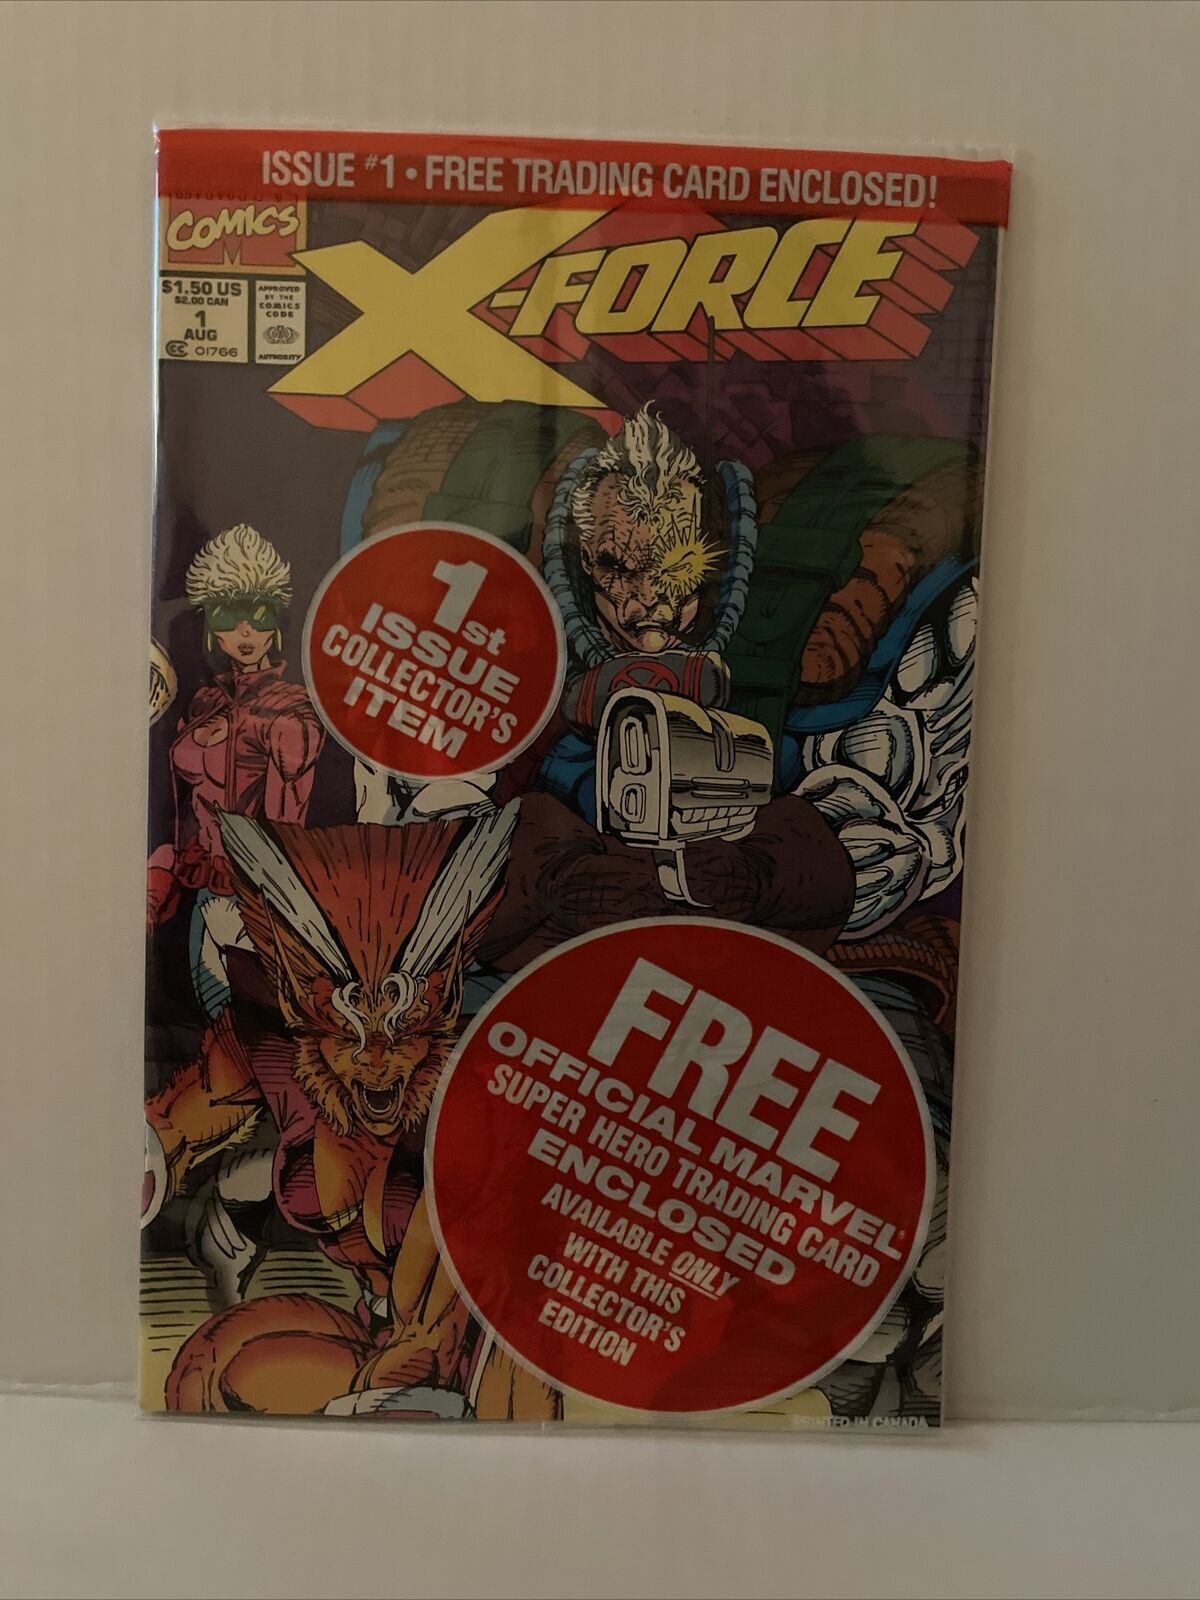 ISSUE #1 • FREE TRADING CARD ENCLOSED!
COMICS
M
$1.50 US
$2.00 CAN
1
AUG
CC 01766
APPROVED
BY THE
COMICS
CODE
AUTHORITY
X-FORCE
1st
ISSUE
COLLECTOR'S
ITEM
FREE
OFFICIAL MARVEL®
SUPER HERO TRADING CARD
ENCLOSED
AVAILABLE ONLY
WITH THIS
COLLECTOR'S
EDITION
PRINTED IN CANADA